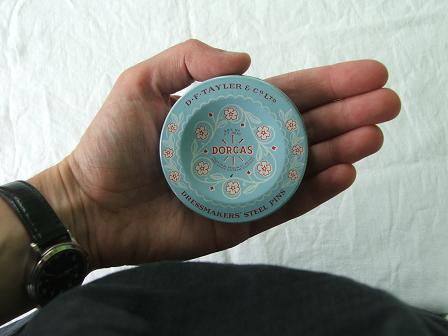 D·F·TAYLER & Co LTD
DORCAS
DRESSMAKERS' STEEL PINS